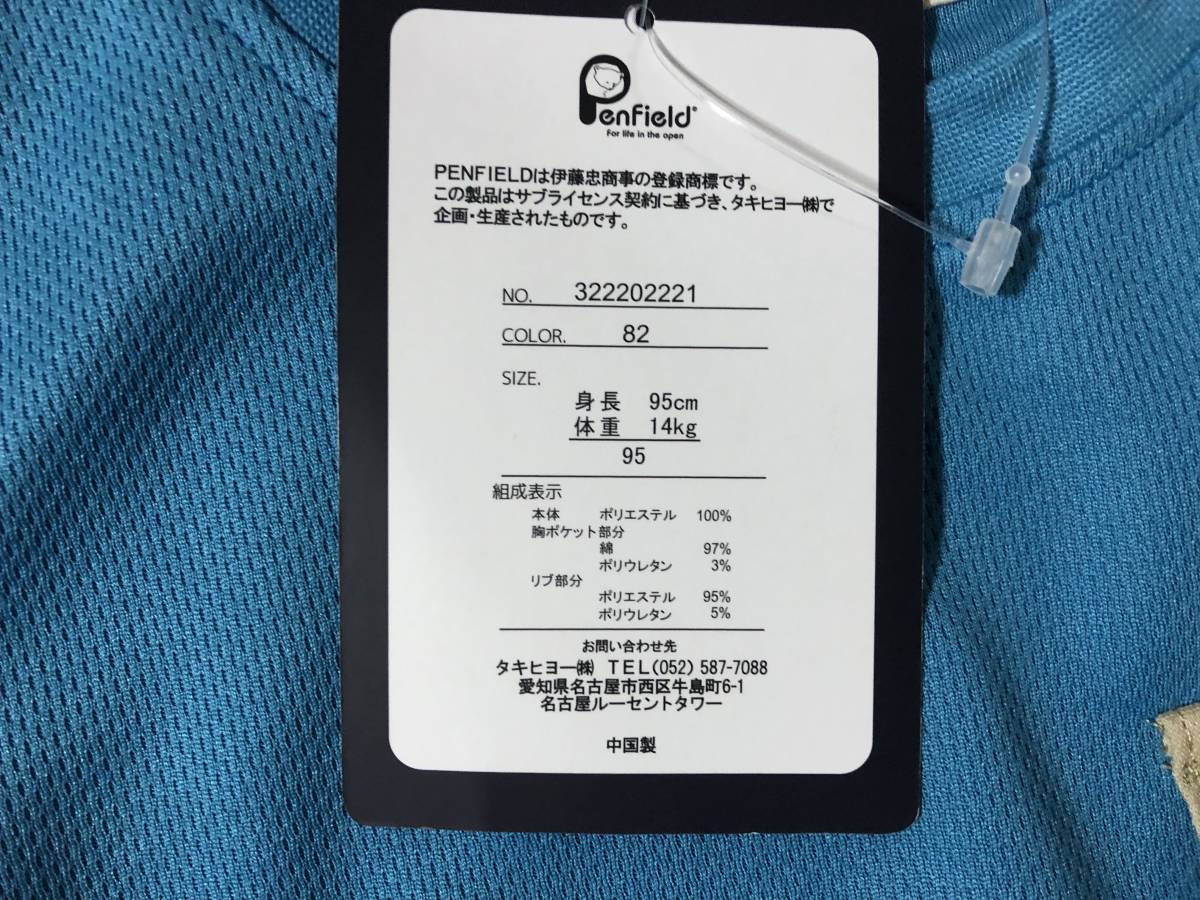 Penfield®
For life in the open
PENFIELDは伊藤忠商事の登録商標です。
この製品はサブライセンス契約に基づき、タキヒヨー㈱で
企画・生産されたものです。
NO. 322202221
COLOR. 82
SIZE.
身長 95cm
体重 14kg
95
組成表示
本体 ポリエステル 100%
胸ポケット部分
綿 97%
ポリウレタン 3%
リブ部分
ポリエステル 95%
ポリウレタン 5%
お問い合わせ先
タキヒヨー㈱ TEL(052) 587-7088
愛知県名古屋市西区牛島町6-1
名古屋ルーセントタワー
中国製